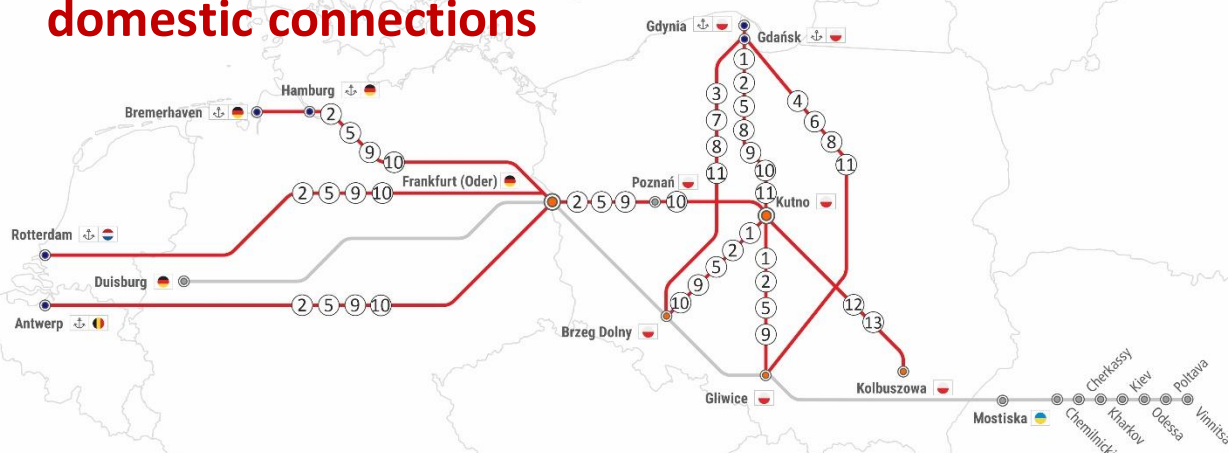 domestic connections
Gdynia
Gdańsk
1
2
5
8
9
10
11
3
7
8
11
4
6
8
11
Hamburg
Bremerhaven
2
5
9
10
Frankfurt (Oder)
2 5 9 10
Poznań
2 5 9 10
Kutno
Rotterdam
Duisburg
2 5 9 10
Antwerp
1
2
5
9
10
1
2
5
9
12
13
Brzeg Dolny
Gliwice
Kolbuszowa
Mostiska
Cherkassy
Kiev
Poltava
Kharkov
Odessa
Vinnitsa